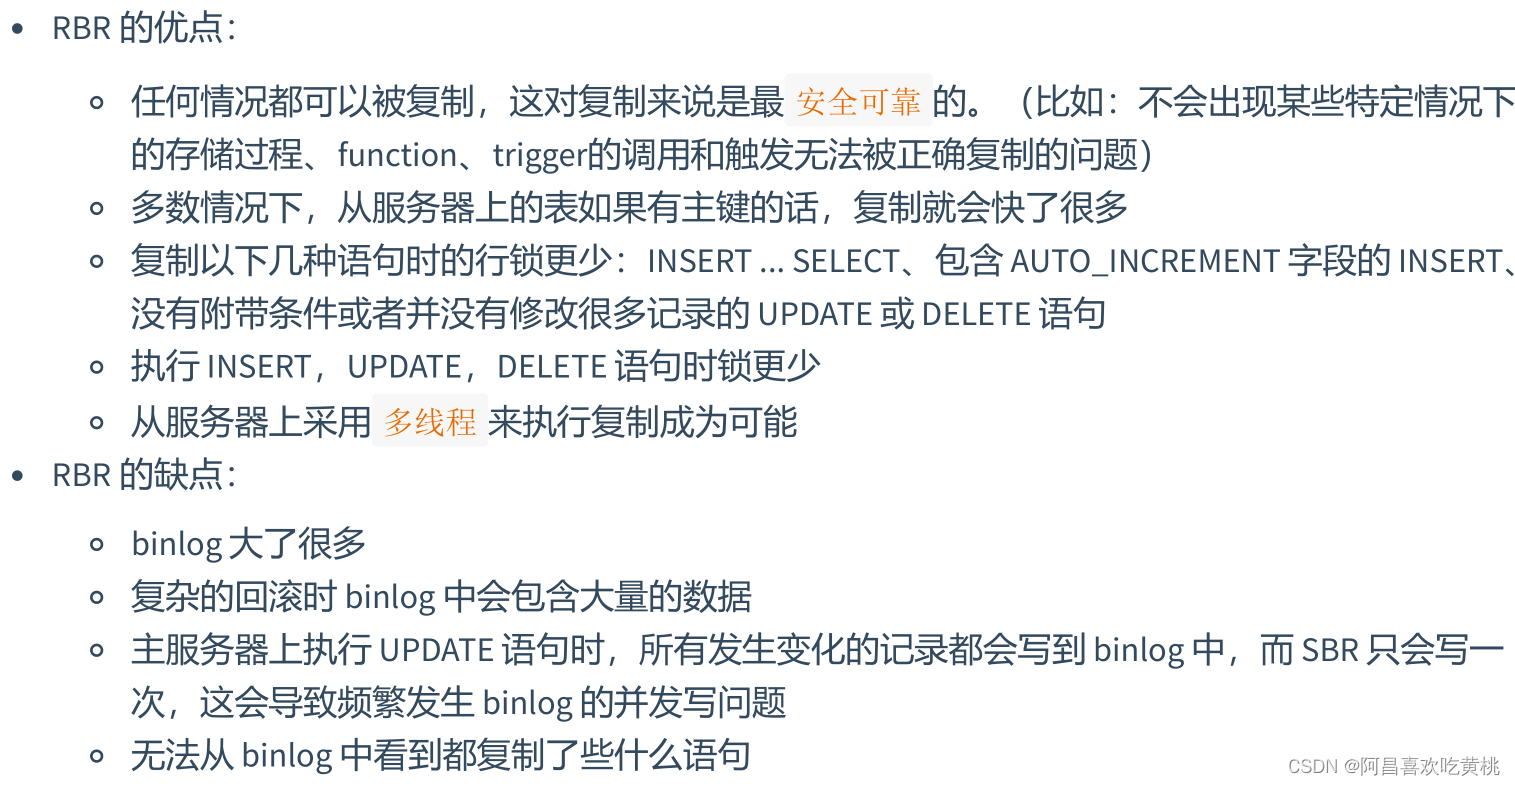 RBR 的优点：
任何情况都可以被复制，这对复制来说是最安全可靠的。（比如：不会出现某些特定情况下
的存储过程、function、trigger的调用和触发无法被正确复制的问题）
多数情况下，从服务器上的表如果有主键的话，复制就会快了很多
复制以下几种语句时的行锁更少：INSERT ... SELECT、包含 AUTO_INCREMENT 字段的 INSERT、
没有附带条件或者并没有修改很多记录的 UPDATE 或 DELETE 语句
执行 INSERT，UPDATE，DELETE 语句时锁更少
从服务器上采用多线程来执行复制成为可能
RBR 的缺点：
binlog 大了很多
复杂的回滚时 binlog 中会包含大量的数据
主服务器上执行 UPDATE 语句时，所有发生变化的记录都会写到 binlog 中，而 SBR 只会写一
次，这会导致频繁发生 binlog 的并发写问题
无法从 binlog 中看到都复制了些什么语句
CSDN @阿昌喜欢吃黄桃